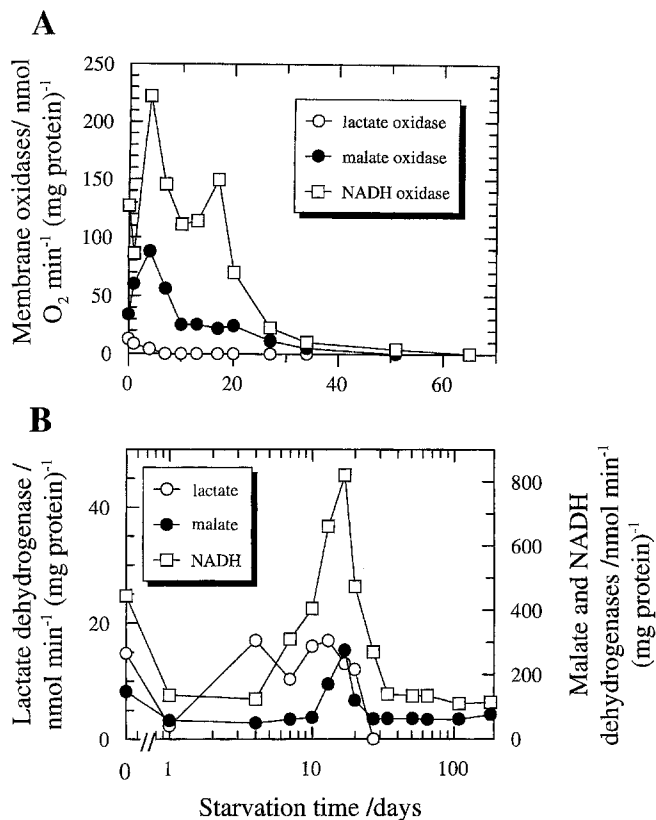 A
Membrane oxidases/ nmol
O₂ min⁻¹ (mg protein)⁻¹
250
200
150
100
50
0
lactate oxidase
malate oxidase
NADH oxidase
0 20 40 60
B
Lactate dehydrogenase /
nmol min⁻¹ (mg protein)⁻¹
40
20
0
lactate
malate
NADH
800
600
400
200
0
Malate and NADH
dehydrogenases /nmol min⁻¹
(mg protein)⁻¹
0 1 10 100
Starvation time /days